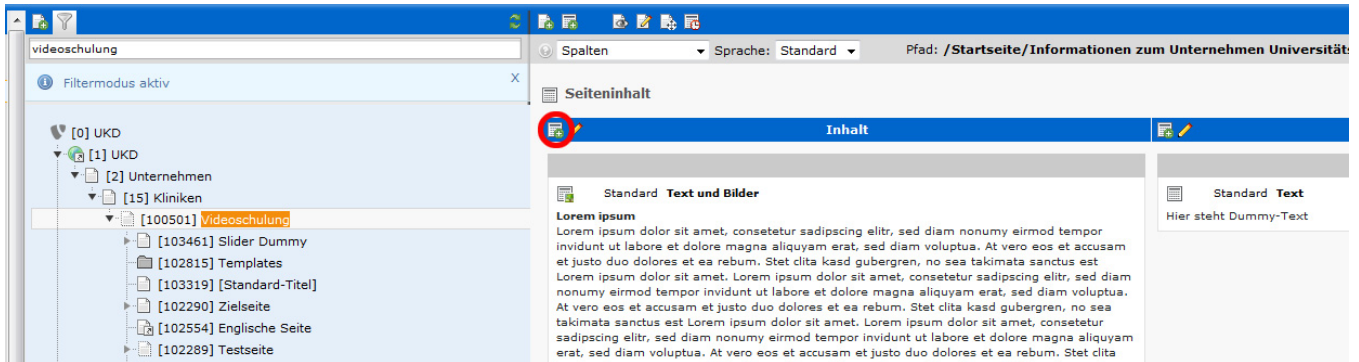 videoschulung
Filtermodus aktiv
X
[0] UKD
[1] UKD
[2] Unternehmen
[15] Kliniken
[100501] Videoschulung
[103461] Slider Dummy
[102815] Templates
[103319] [Standard-Titel]
[102290] Zielseite
[102554] Englische Seite
[102289] Testseite
Spalten Sprache: Standard Pfad: /Startseite/Informationen zum Unternehmen Universitäts
Seiteninhalt
Inhalt
Standard Text und Bilder
Lorem ipsum
Lorem ipsum dolor sit amet, consetetur sadipscing elitr, sed diam nonumy eirmod tempor
invidunt ut labore et dolore magna aliquyam erat, sed diam voluptua. At vero eos et accusam
et justo duo dolores et ea rebum. Stet clita kasd gubergren, no sea takimata sanctus est
Lorem ipsum dolor sit amet. Lorem ipsum dolor sit amet, consetetur sadipscing elitr, sed diam
nonumy eirmod tempor invidunt ut labore et dolore magna aliquyam erat, sed diam voluptua.
At vero eos et accusam et justo duo dolores et ea rebum. Stet clita kasd gubergren, no sea
takimata sanctus est Lorem ipsum dolor sit amet. Lorem ipsum dolor sit amet, consetetur
sadipscing elitr, sed diam nonumy eirmod tempor invidunt ut labore et dolore magna aliquyam
erat, sed diam voluptua. At vero eos et accusam et justo duo dolores et ea rebum. Stet clita
Standard Text
Hier steht Dummy-Text